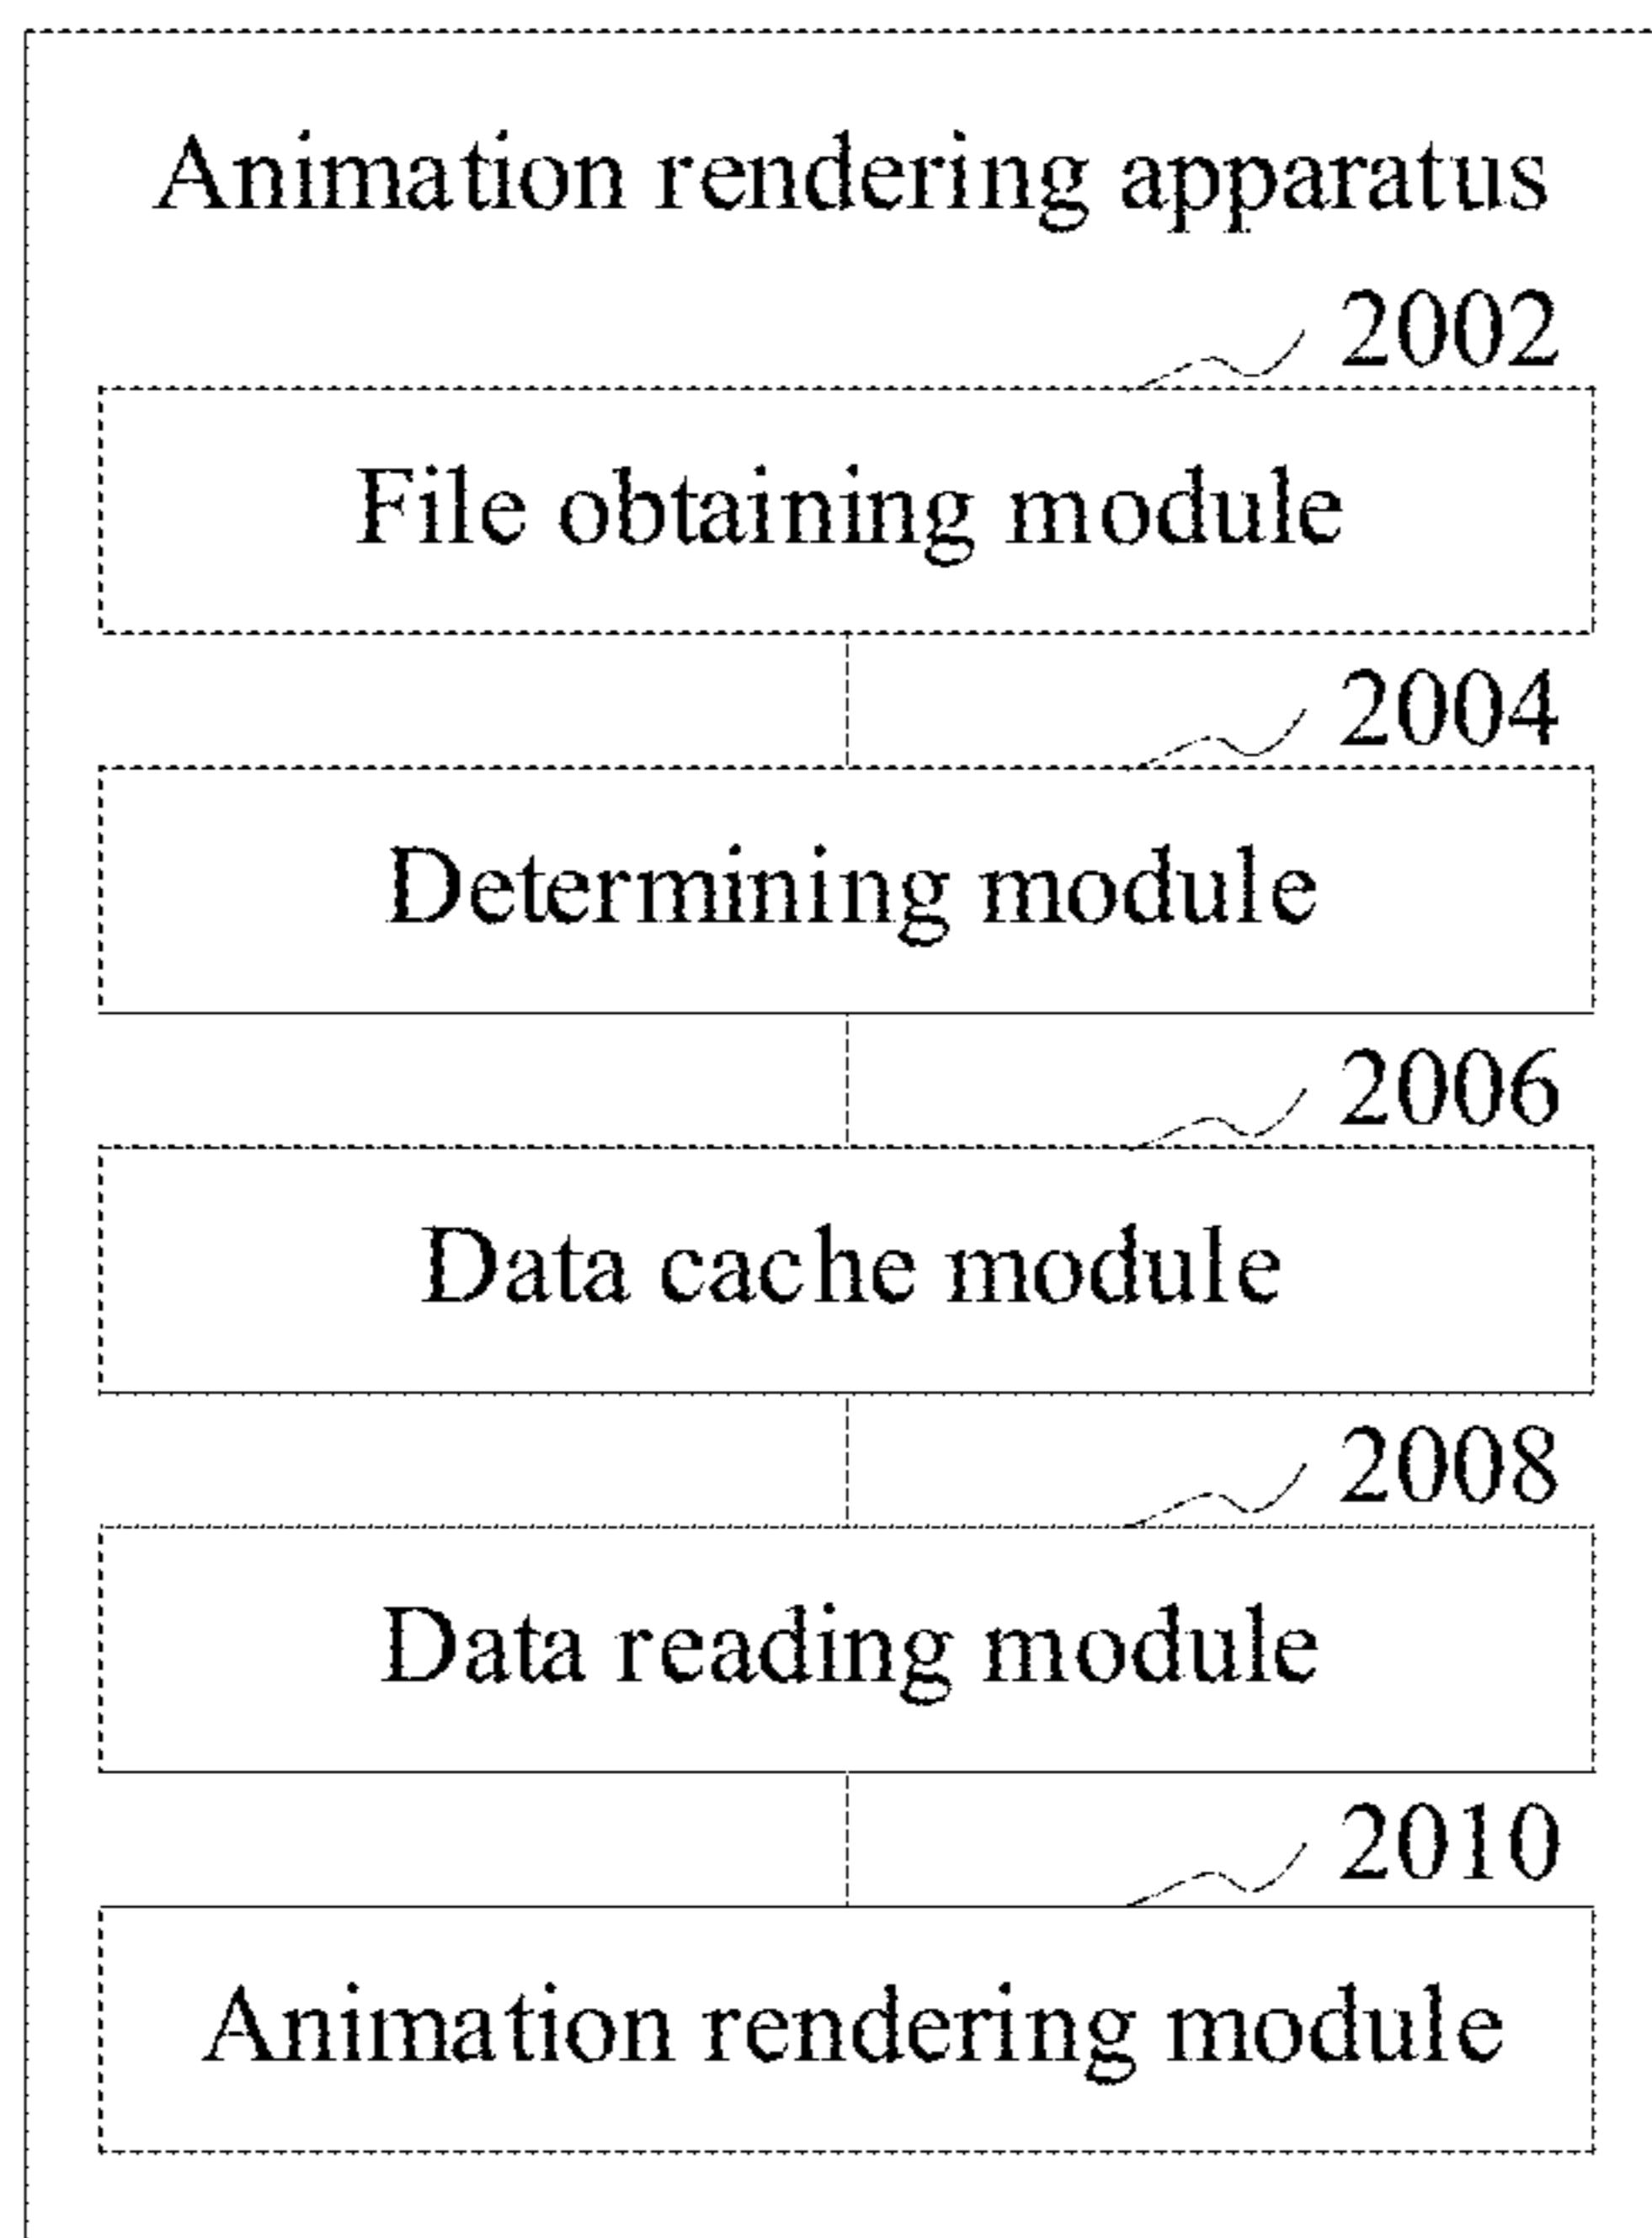 Animation rendering apparatus
2002
File obtaining module
2004
Determining module
2006
Data cache module
2008
Data reading module
2010
Animation rendering module